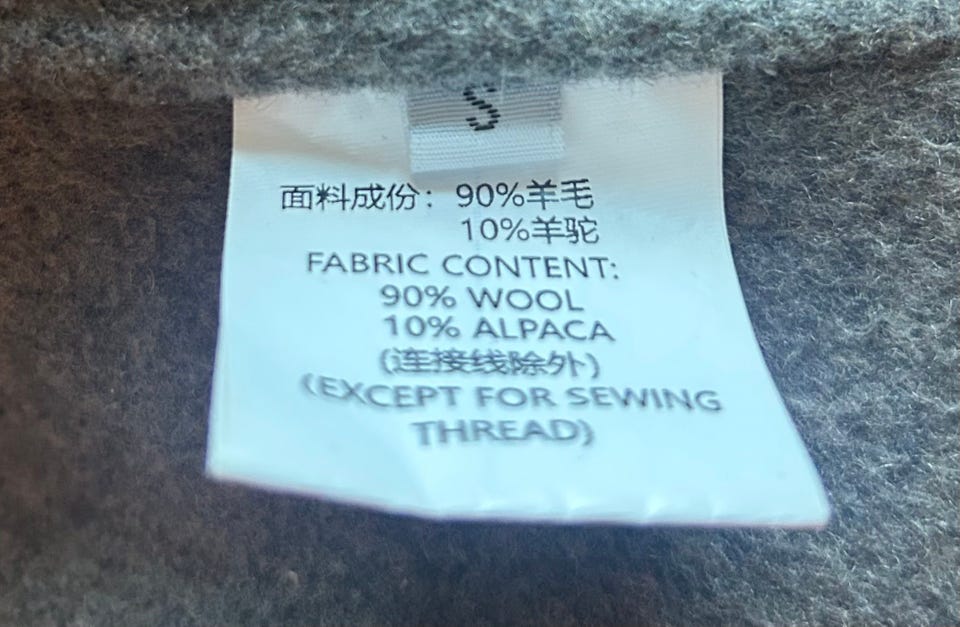 S
面料成份：90%羊毛
10%羊驼
FABRIC CONTENT:
90% WOOL
10% ALPACA
(连接线除外)
(EXCEPT FOR SEWING
THREAD)